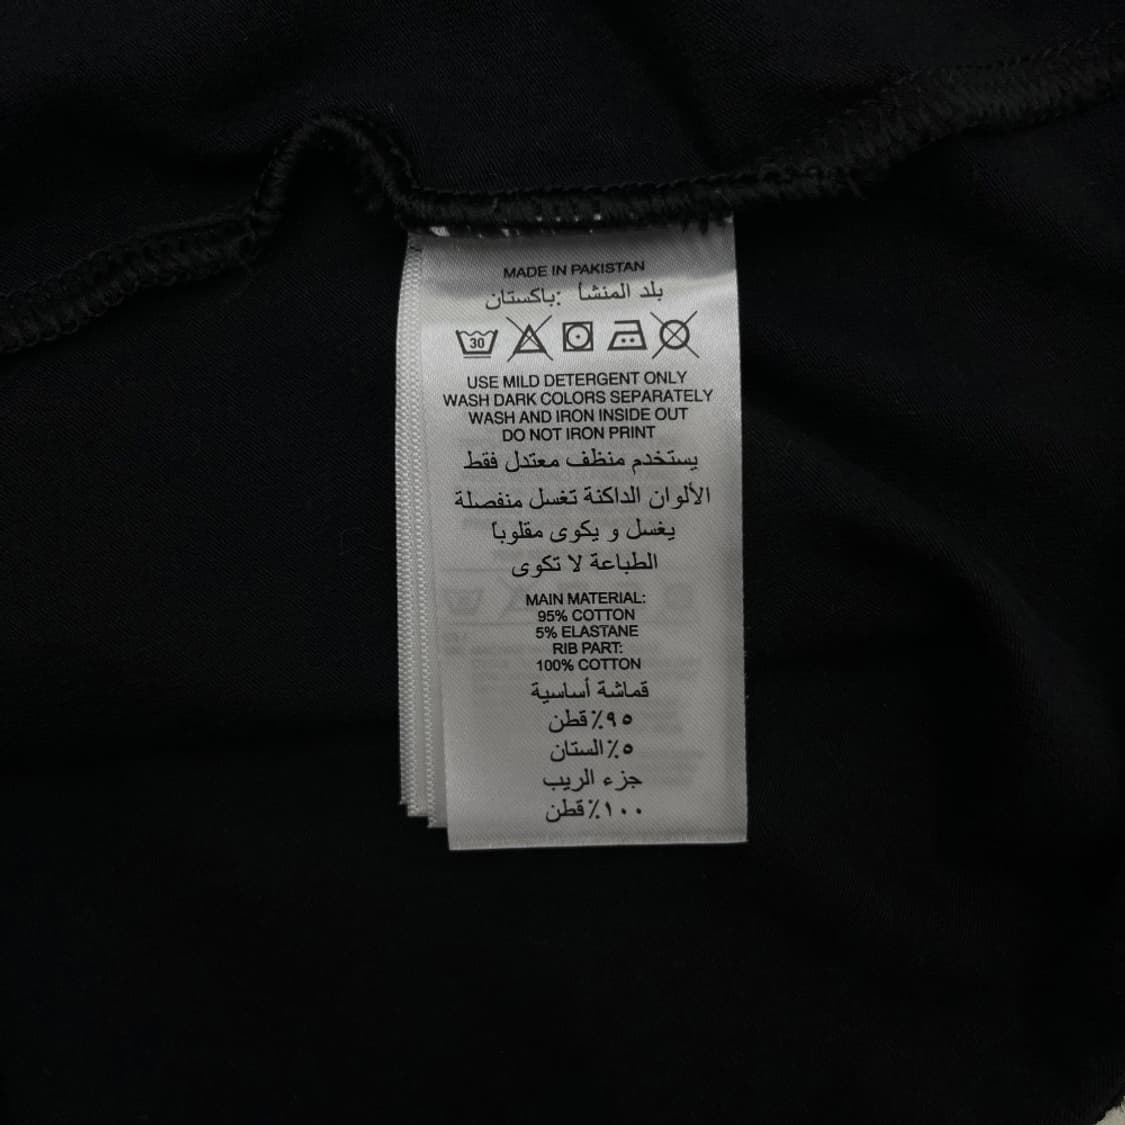 MADE IN PAKISTAN
بلد المنشأ :باكستان
30
USE MILD DETERGENT ONLY
WASH DARK COLORS SEPARATELY
WASH AND IRON INSIDE OUT
DO NOT IRON PRINT
يستخدم منظف معتدل فقط
الألوان الداكنة تغسل منفصلة
يغسل و يكوى مقلوباً
الطباعة لا تكوى
MAIN MATERIAL:
95% COTTON
5% ELASTANE
RIB PART:
100% COTTON
قماشة أساسية
٩٥٪ قطن
٥٪ الستان
جزء الريب
١٠٠٪ قطن